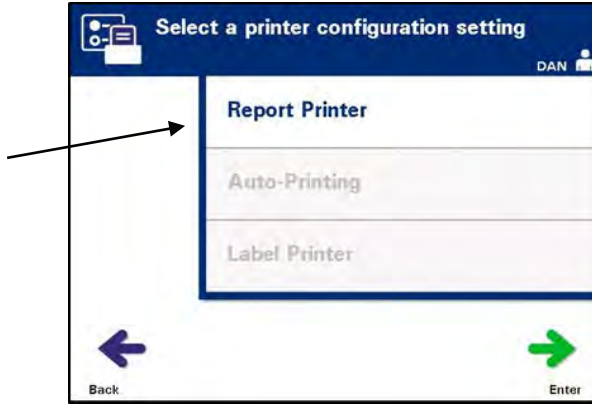 Select a printer configuration setting
DAN
Report Printer
Auto-Printing
Label Printer
Back
Enter